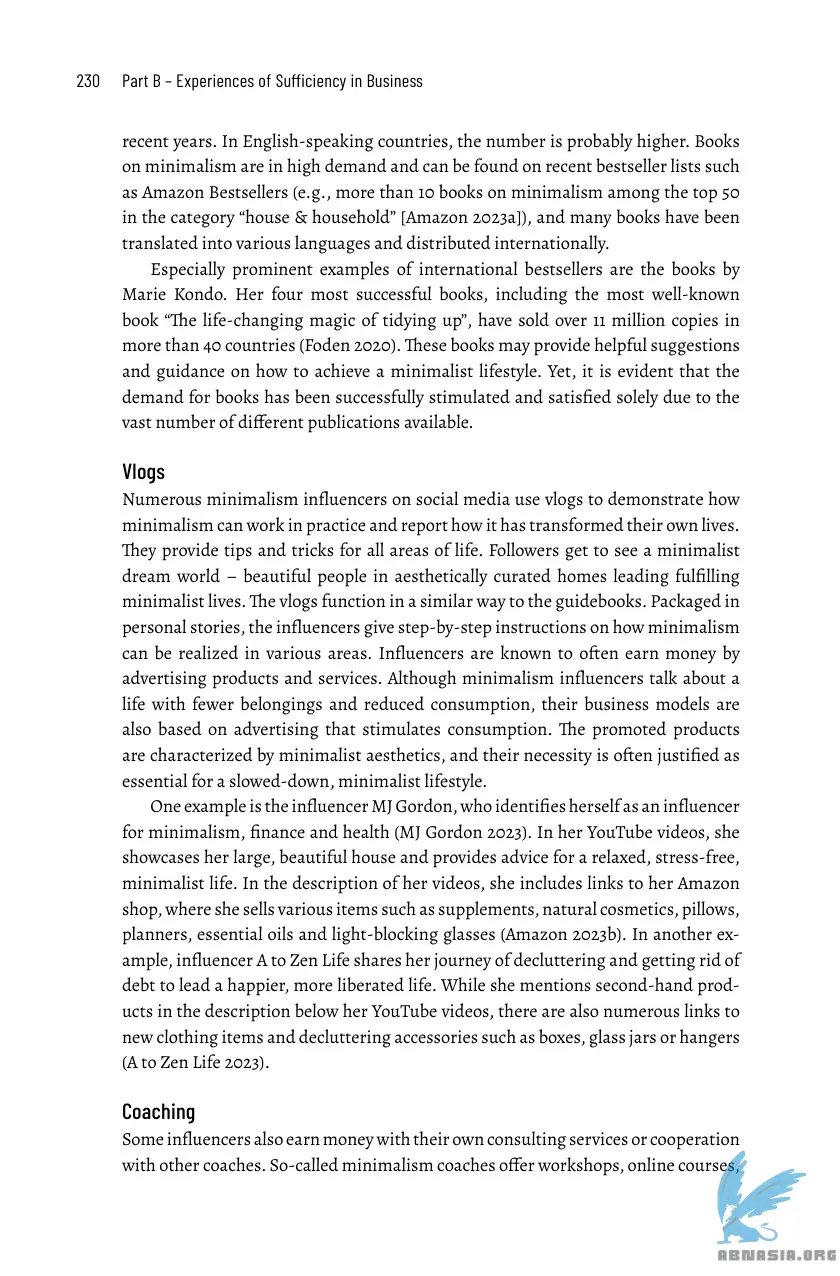 230 Part B – Experiences of Sufficiency in Business
recent years. In English-speaking countries, the number is probably higher. Books
on minimalism are in high demand and can be found on recent bestseller lists such
as Amazon Bestsellers (e.g., more than 10 books on minimalism among the top 50
in the category “house & household” [Amazon 2023a]), and many books have been
translated into various languages and distributed internationally.
Especially prominent examples of international bestsellers are the books by
Marie Kondo. Her four most successful books, including the most well-known
book “The life-changing magic of tidying up”, have sold over 11 million copies in
more than 40 countries (Foden 2020). These books may provide helpful suggestions
and guidance on how to achieve a minimalist lifestyle. Yet, it is evident that the
demand for books has been successfully stimulated and satisfied solely due to the
vast number of different publications available.
Vlogs
Numerous minimalism influencers on social media use vlogs to demonstrate how
minimalism can work in practice and report how it has transformed their own lives.
They provide tips and tricks for all areas of life. Followers get to see a minimalist
dream world – beautiful people in aesthetically curated homes leading fulfilling
minimalist lives. The vlogs function in a similar way to the guidebooks. Packaged in
personal stories, the influencers give step-by-step instructions on how minimalism
can be realized in various areas. Influencers are known to often earn money by
advertising products and services. Although minimalism influencers talk about a
life with fewer belongings and reduced consumption, their business models are
also based on advertising that stimulates consumption. The promoted products
are characterized by minimalist aesthetics, and their necessity is often justified as
essential for a slowed-down, minimalist lifestyle.
One example is the influencer MJ Gordon, who identifies herself as an influencer
for minimalism, finance and health (MJ Gordon 2023). In her YouTube videos, she
showcases her large, beautiful house and provides advice for a relaxed, stress-free,
minimalist life. In the description of her videos, she includes links to her Amazon
shop, where she sells various items such as supplements, natural cosmetics, pillows,
planners, essential oils and light-blocking glasses (Amazon 2023b). In another ex-
ample, influencer A to Zen Life shares her journey of decluttering and getting rid of
debt to lead a happier, more liberated life. While she mentions second-hand prod-
ucts in the description below her YouTube videos, there are also numerous links to
new clothing items and decluttering accessories such as boxes, glass jars or hangers
(A to Zen Life 2023).
Coaching
Some influencers also earn money with their own consulting services or cooperation
with other coaches. So-called minimalism coaches offer workshops, online courses,
ABNASIA.ORG